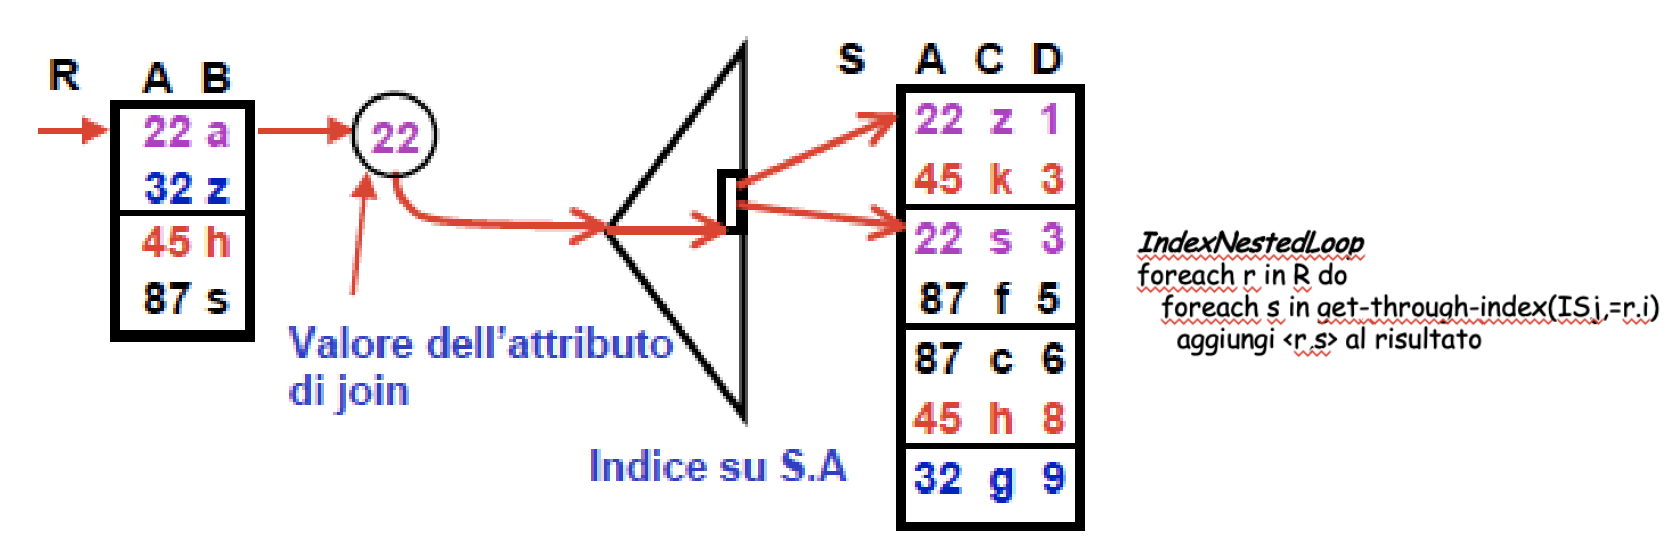 R A B
22 a
32 z
45 h
87 s
22
Valore dell'attributo
di join
Indice su S.A
S A C D
22 z 1
45 k 3
22 s 3
87 f 5
87 c 6
45 h 8
32 g 9
IndexNestedLoop
foreach r in R do
foreach s in get-through-index(ISj,=r.i)
aggiungi <r,s> al risultato